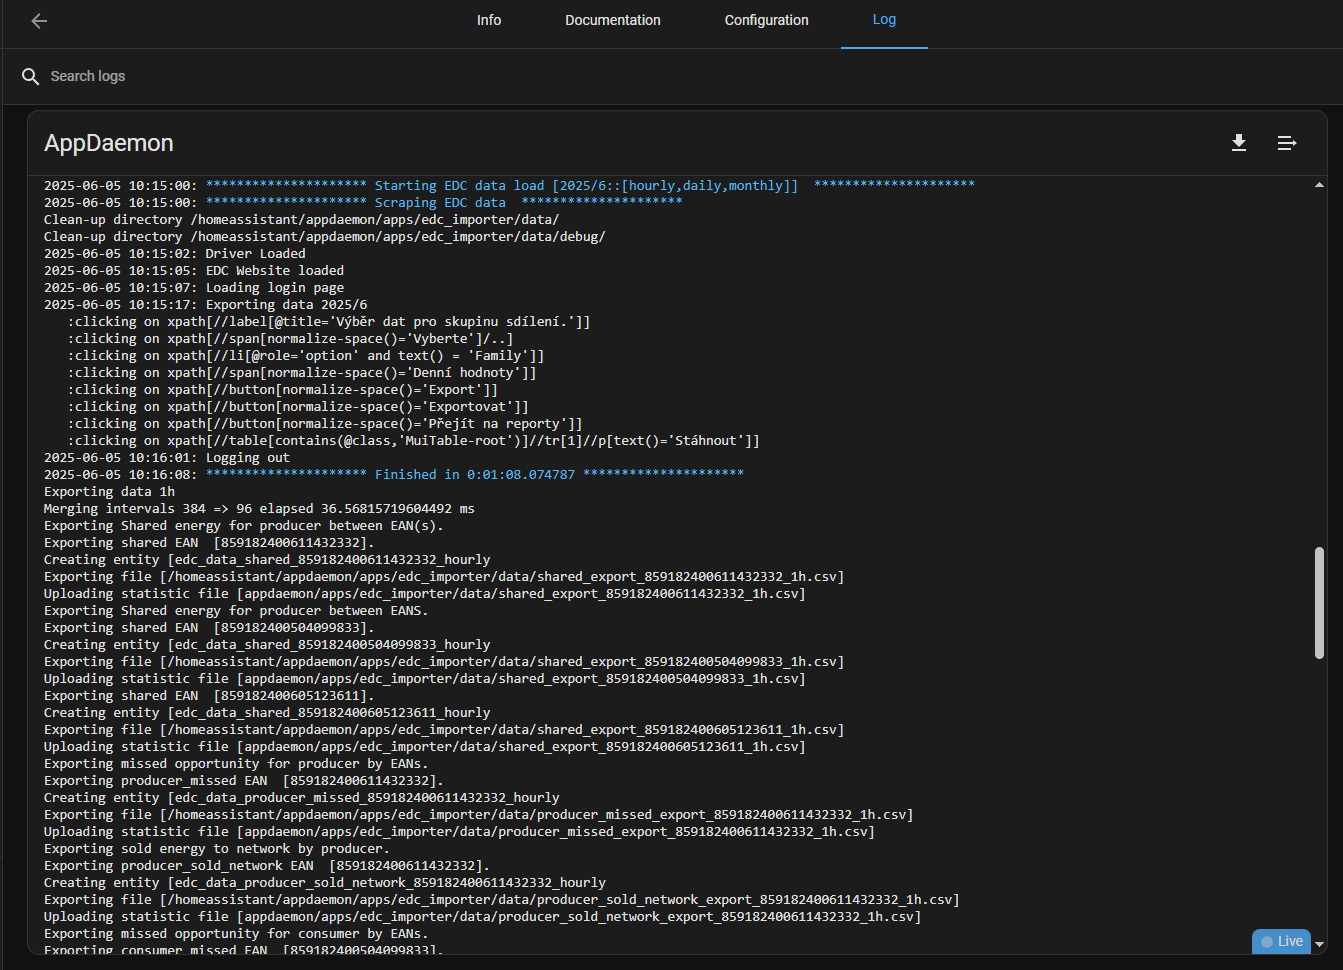 Info
Documentation
Configuration
Log
Search logs
AppDaemon
2025-06-05 10:15:00: ********************* Starting EDC data load [2025/6::[hourly,daily,monthly]]  *********************
2025-06-05 10:15:00: ********************* Scraping EDC data  *********************
Clean-up directory /homeassistant/appdaemon/apps/edc_importer/data/
Clean-up directory /homeassistant/appdaemon/apps/edc_importer/data/debug/
2025-06-05 10:15:02: Driver Loaded
2025-06-05 10:15:05: EDC Website loaded
2025-06-05 10:15:07: Loading login page
2025-06-05 10:15:17: Exporting data 2025/6
:clicking on xpath[//label[@title='Výběr dat pro skupinu sdílení.']]
:clicking on xpath[//span[normalize-space()='Vyberte']/..]
:clicking on xpath[//li[@role='option' and text() = 'Family']]
:clicking on xpath[//span[normalize-space()='Denní hodnoty']]
:clicking on xpath[//button[normalize-space()='Export']]
:clicking on xpath[//button[normalize-space()='Exportovat']]
:clicking on xpath[//button[normalize-space()='Přejít na reporty']]
:clicking on xpath[//table[contains(@class,'MuiTable-root')]//tr[1]//p[text()='Stáhnout']]
2025-06-05 10:16:01: Logging out
2025-06-05 10:16:08: ********************* Finished in 0:01:08.074787 *********************
Exporting data 1h
Merging intervals 384 => 96 elapsed 36.56815719604492 ms
Exporting Shared energy for producer between EAN(s).
Exporting shared EAN  [859182400611432332].
Creating entity [edc_data_shared_859182400611432332_hourly
Exporting file [/homeassistant/appdaemon/apps/edc_importer/data/shared_export_859182400611432332_1h.csv]
Uploading statistic file [appdaemon/apps/edc_importer/data/shared_export_859182400611432332_1h.csv]
Exporting Shared energy for producer between EANS.
Exporting shared EAN  [859182400504099833].
Creating entity [edc_data_shared_859182400504099833_hourly
Exporting file [/homeassistant/appdaemon/apps/edc_importer/data/shared_export_859182400504099833_1h.csv]
Uploading statistic file [appdaemon/apps/edc_importer/data/shared_export_859182400504099833_1h.csv]
Exporting shared EAN  [859182400605123611].
Creating entity [edc_data_shared_859182400605123611_hourly
Exporting file [/homeassistant/appdaemon/apps/edc_importer/data/shared_export_859182400605123611_1h.csv]
Uploading statistic file [appdaemon/apps/edc_importer/data/shared_export_859182400605123611_1h.csv]
Exporting missed opportunity for producer by EANs.
Exporting producer_missed EAN  [859182400611432332].
Creating entity [edc_data_producer_missed_859182400611432332_hourly
Exporting file [/homeassistant/appdaemon/apps/edc_importer/data/producer_missed_export_859182400611432332_1h.csv]
Uploading statistic file [appdaemon/apps/edc_importer/data/producer_missed_export_859182400611432332_1h.csv]
Exporting sold energy to network by producer.
Exporting producer_sold_network EAN  [859182400611432332].
Creating entity [edc_data_producer_sold_network_859182400611432332_hourly
Exporting file [/homeassistant/appdaemon/apps/edc_importer/data/producer_sold_network_export_859182400611432332_1h.csv]
Uploading statistic file [appdaemon/apps/edc_importer/data/producer_sold_network_export_859182400611432332_1h.csv]
Exporting missed opportunity for consumer by EANs.
Exporting consumer_missed EAN  [859182400504099833].
Live